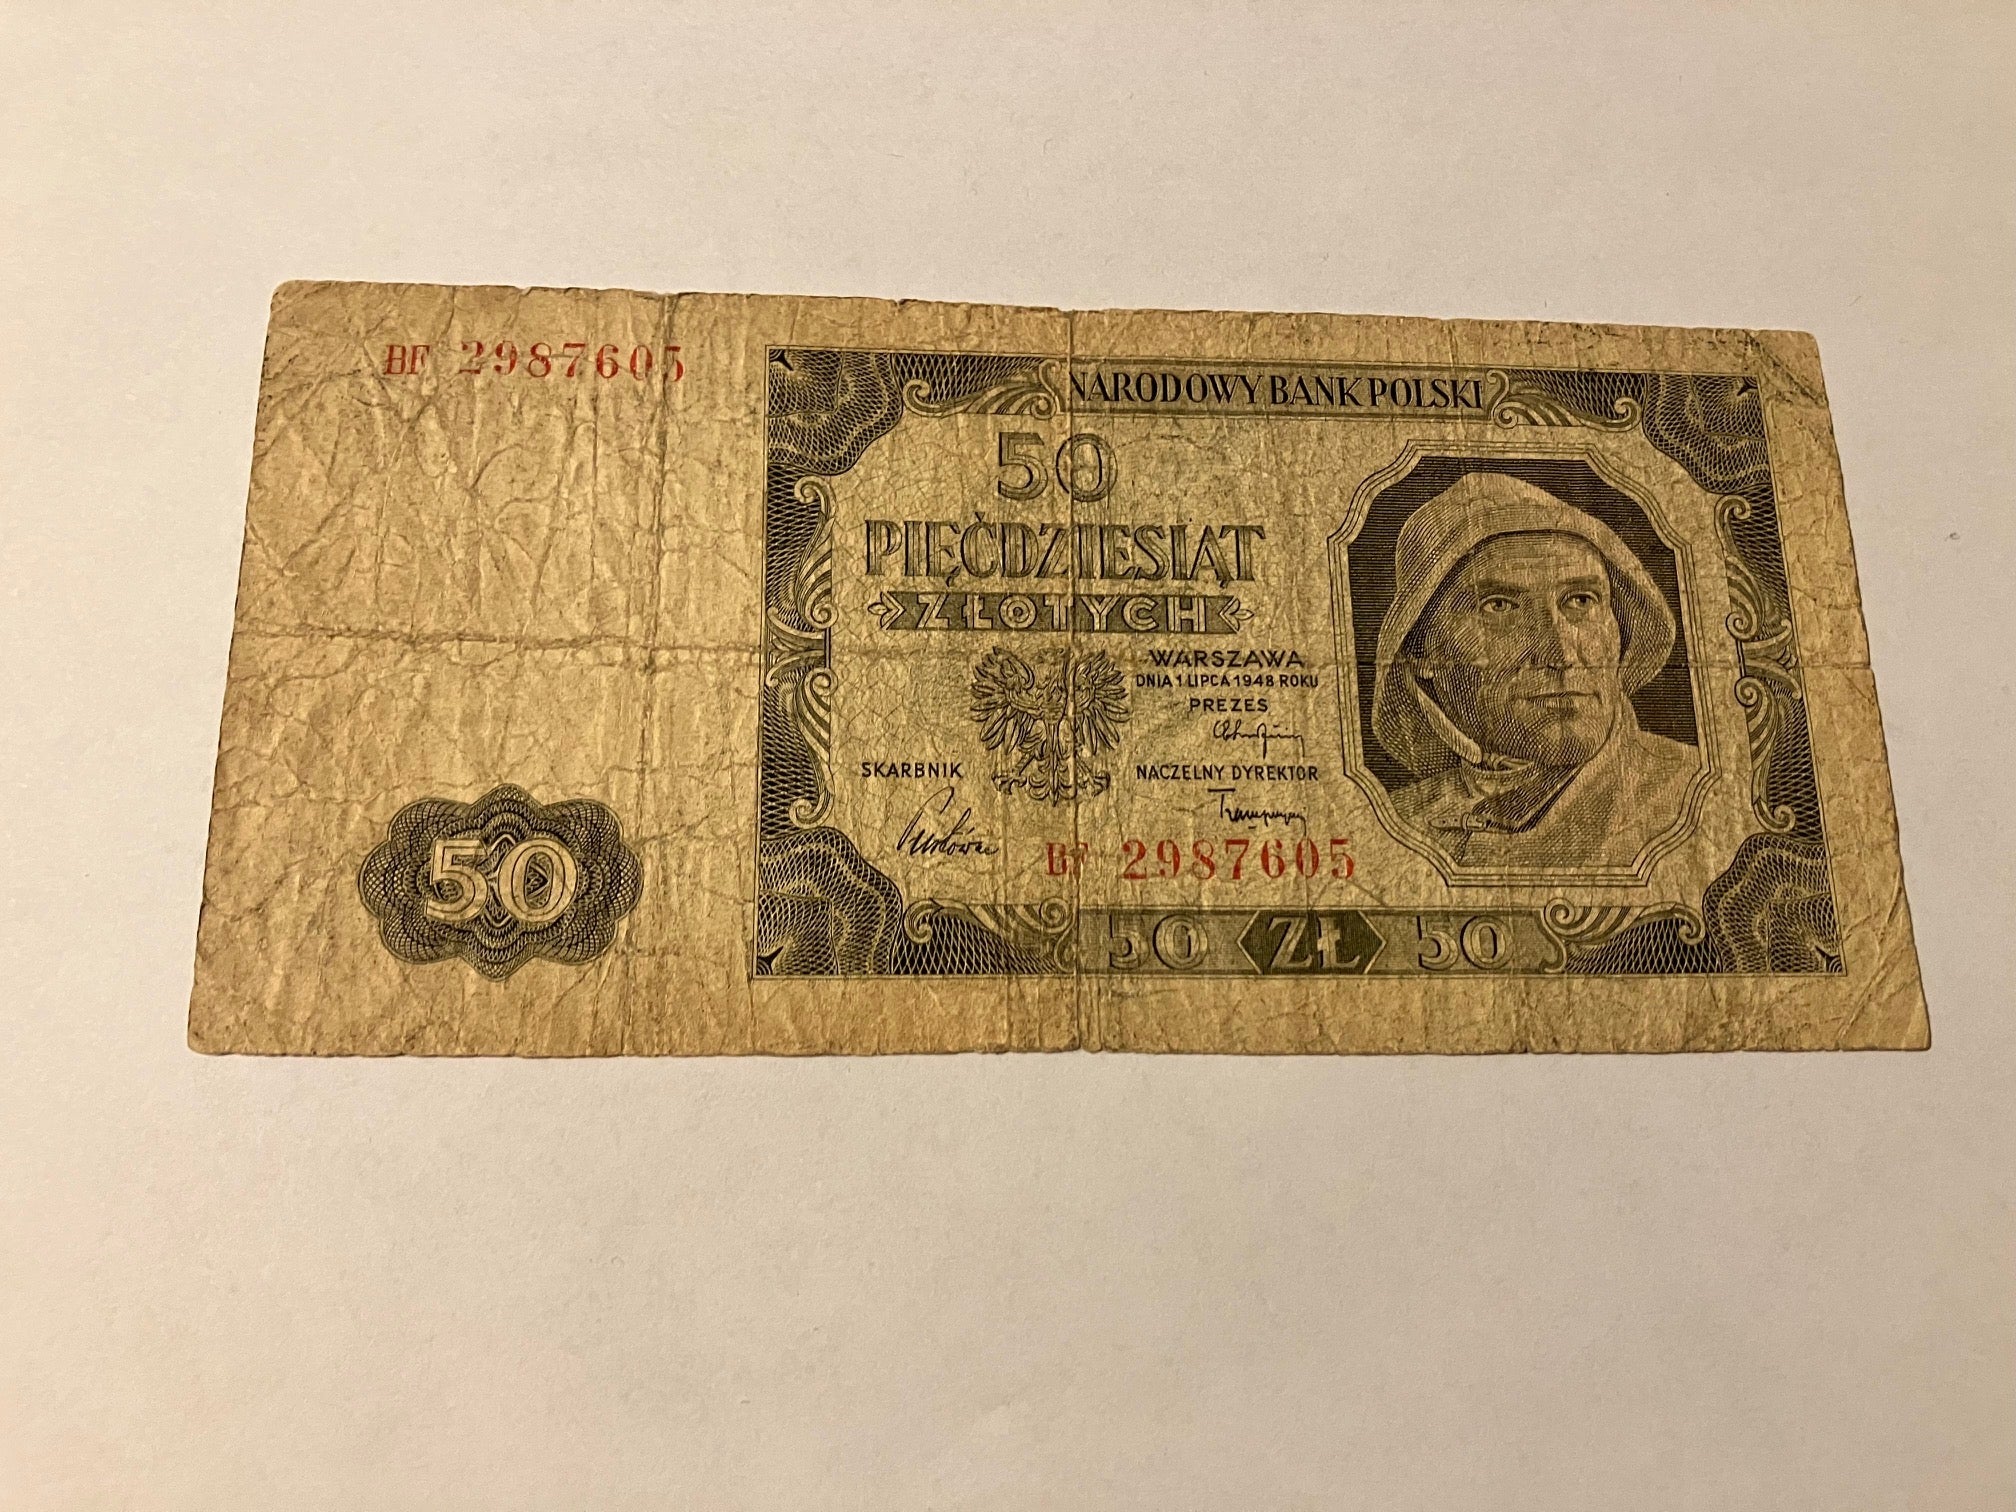 BF 2987605
NARODOWY BANK POLSKI
50
PIĘĆDZIESIĄT
ZŁOTYCH
WARSZAWA
DNIA 1 LIPCA 1948 ROKU
PREZES
SKARBNIK
NACZELNY DYREKTOR
BF 2987605
50
50 ZŁ 50